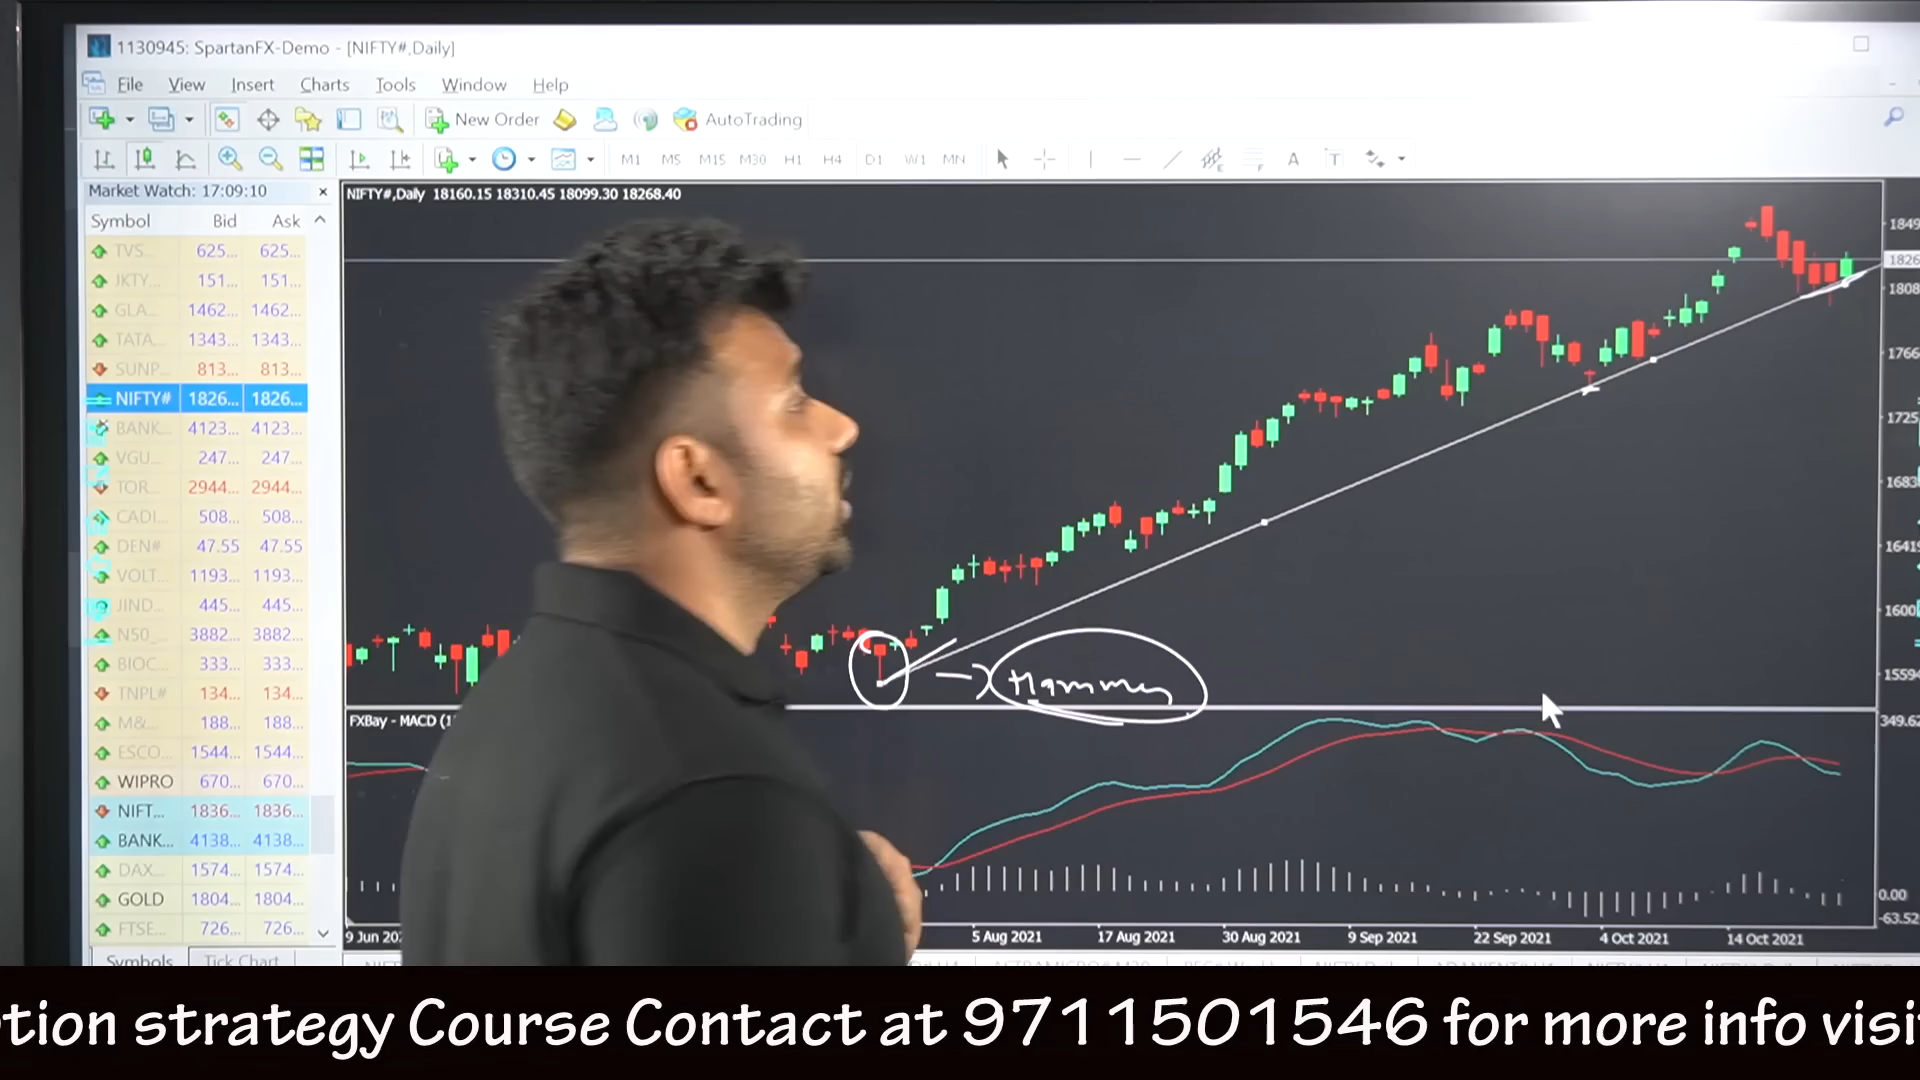 1130945: SpartanFX-Demo - [NIFTY#,Daily]
File View Insert Charts Tools Window Help
New Order AutoTrading
M1 M5 M15 M30 H1 H4 D1 W1 MN
Market Watch: 17:09:10
Symbol Bid Ask
TVS... 625... 625...
JKTY... 151... 151...
GLA... 1462... 1462...
TATA... 1343... 1343...
SUNP... 813... 813...
NIFTY# 1826... 1826...
BANK... 4123... 4123...
VGU... 247... 247...
TOR... 2944... 2944...
CADI... 508... 508...
DEN# 47.55 47.55
VOLT... 1193... 1193...
JIND... 445... 445...
N50_... 3882... 3882...
BIOC... 333... 333...
TNPL# 134... 134...
M&... 188... 188...
ESCO... 1544... 1544...
WIPRO 670... 670...
NIFT... 1836... 1836...
BANK... 4138... 4138...
DAX... 1574... 1574...
GOLD 1804... 1804...
FTSE... 726... 726...
Symbols Tick Chart
NIFTY#,Daily 18160.15 18310.45 18099.30 18268.40
1849
1826
1808
1766
1725
1683
1641
1600
1559
Hammer
FXBay - MACD (1
349.62
0.00
-63.52
9 Jun 202 5 Aug 2021 17 Aug 2021 30 Aug 2021 9 Sep 2021 22 Sep 2021 4 Oct 2021 14 Oct 2021
tion strategy Course Contact at 9711501546 for more info visi